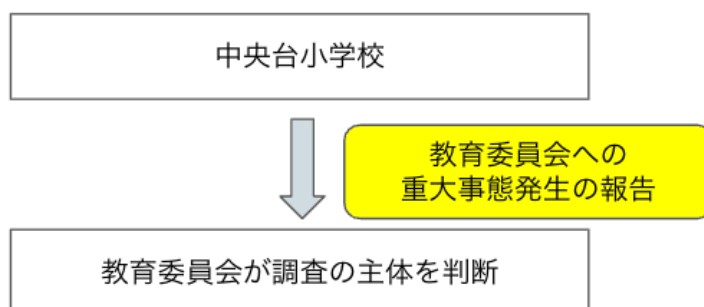 中央台小学校
教育委員会への
重大事態発生の報告
教育委員会が調査の主体を判断